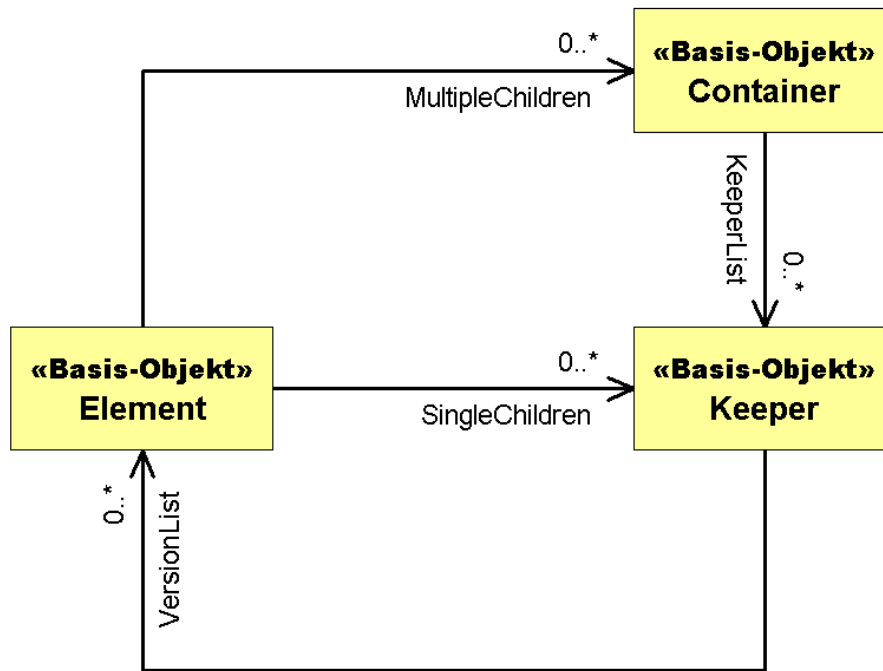 0..*
MultipleChildren
«Basis-Objekt»
Container
KeeperList
0..*
«Basis-Objekt»
Element
0..*
SingleChildren
«Basis-Objekt»
Keeper
0..*
VersionList